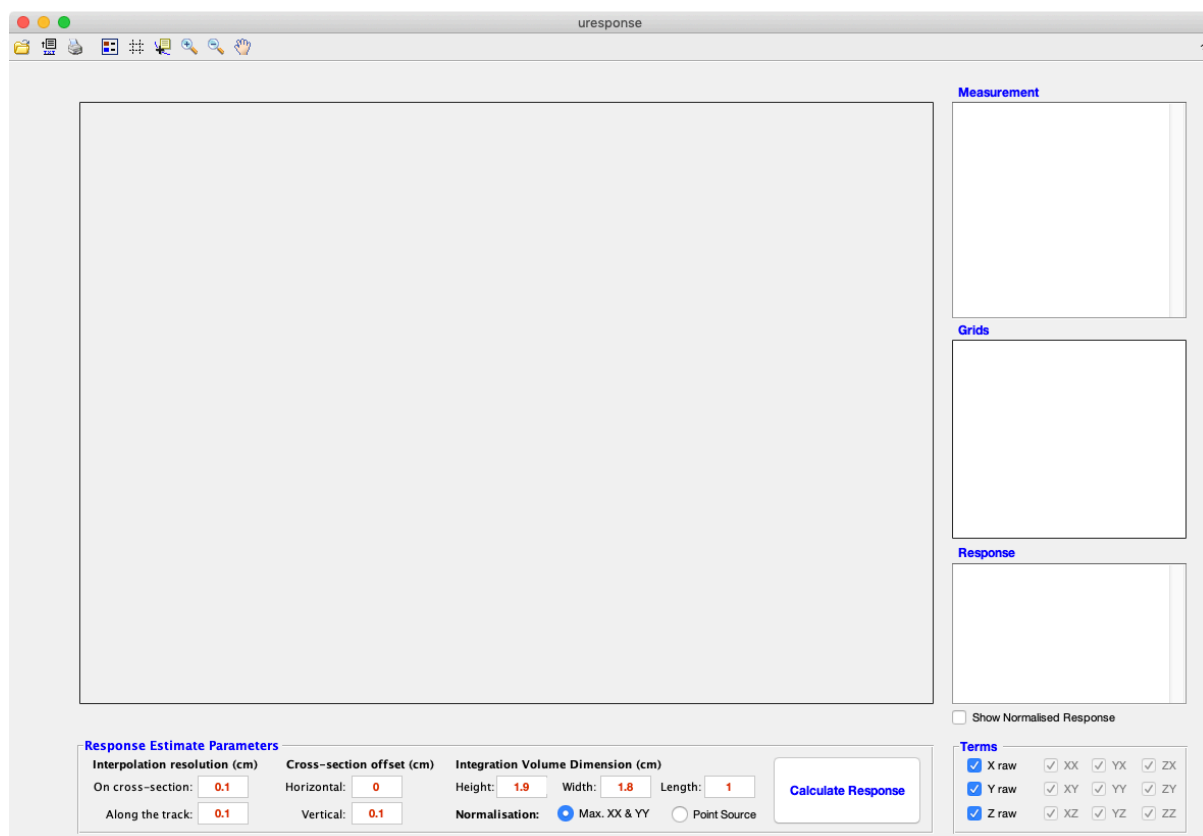 uresponse
TXT
Measurement
Grids
Response
Show Normalised Response
Response Estimate Parameters
Interpolation resolution (cm) Cross-section offset (cm) Integration Volume Dimension (cm)
On cross-section: 0.1 Horizontal: 0 Height: 1.9 Width: 1.8 Length: 1
Along the track: 0.1 Vertical: 0.1 Normalisation: Max. XX & YY Point Source
Calculate Response
Terms
X raw XX YX ZX
Y raw XY YY ZY
Z raw XZ YZ ZZ